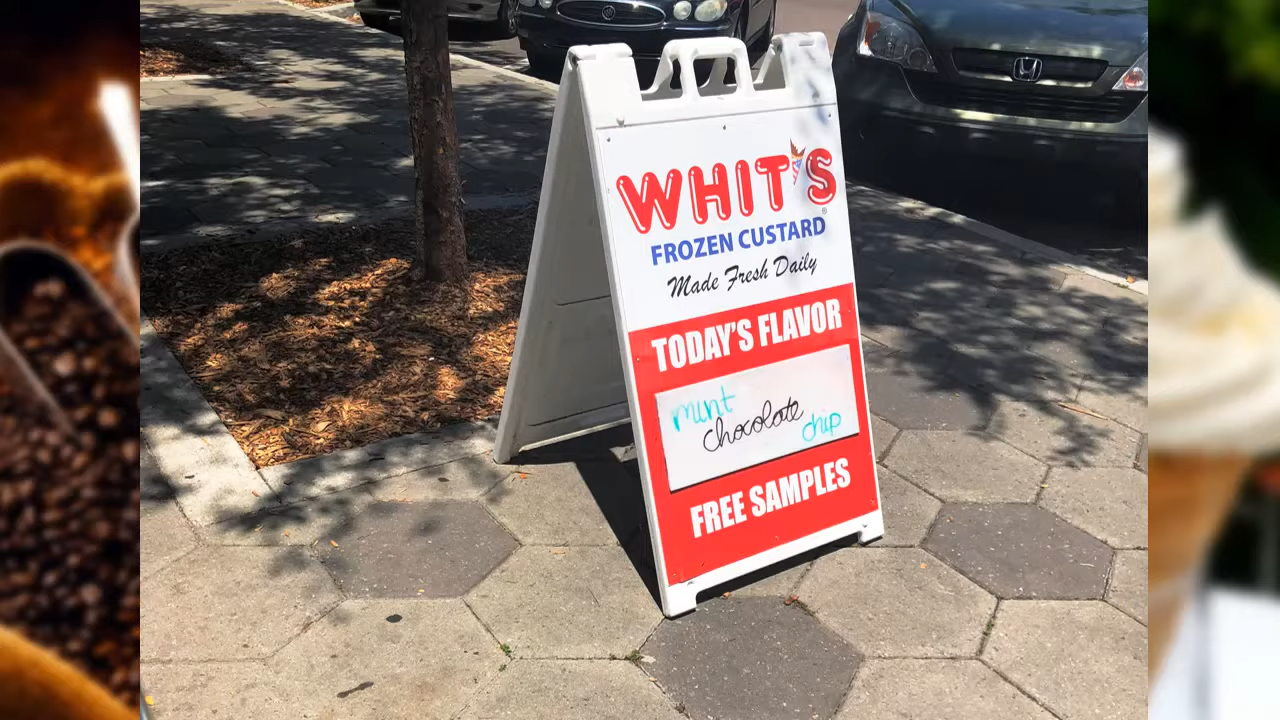 WHIT'S
FROZEN CUSTARD
Made Fresh Daily
TODAY'S FLAVOR
mint
chocolate
chip
FREE SAMPLES